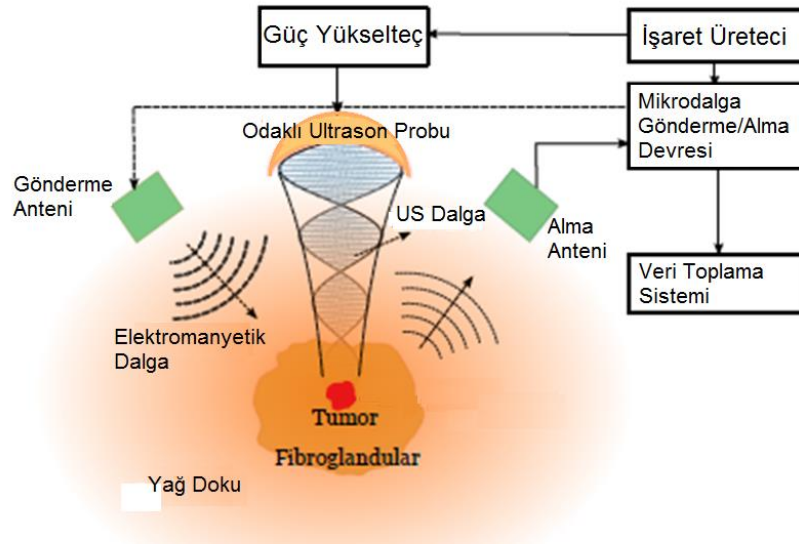 Güç Yükselteç
İşaret Üreteci
Odaklı Ultrason Probu
Mikrodalga
Gönderme/Alma
Devresi
Gönderme
Anteni
US Dalga
Alma
Anteni
Veri Toplama
Sistemi
Elektromanyetik
Dalga
Tumor
Fibroglandular
Yağ Doku